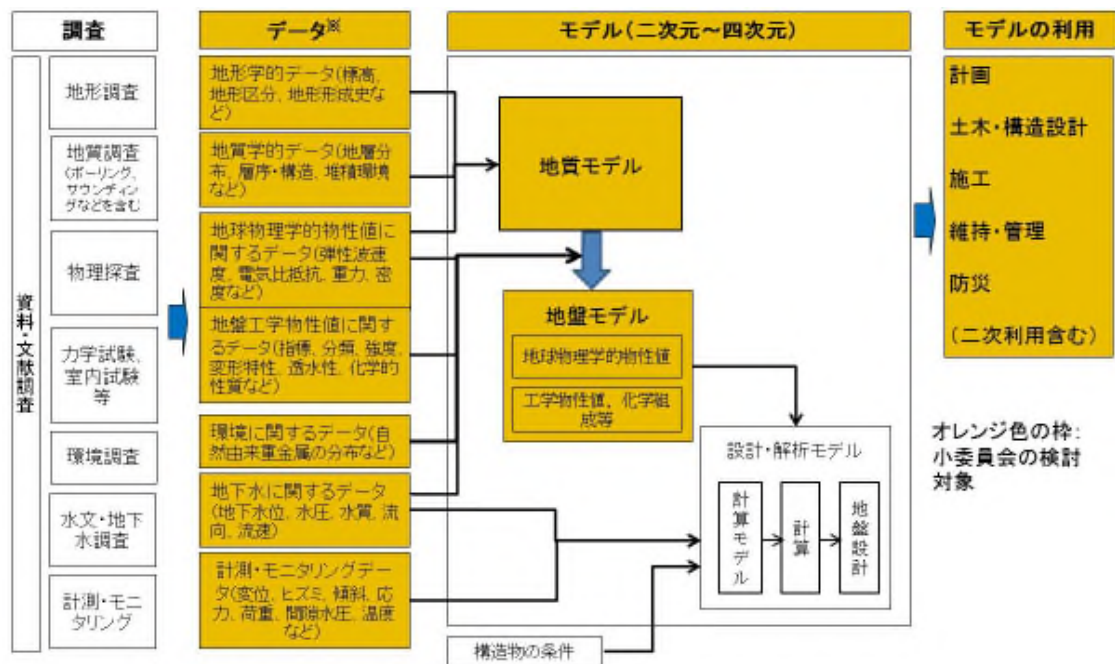 調査
データ※
モデル(二次元~四次元)
モデルの利用
資料・文献調査
地形調査
地質調査
(ボーリング、
サウンディン
グなどを含む
物理探査
力学試験、
室内試験
等
環境調査
水文・地下
水調査
計測・モニ
タリング
地形学的データ(標高、
地形区分、地形形成史な
ど)
地質学的データ(地層分
布、層序・構造、堆積環境
など)
地球物理学的物性値に
関するデータ(弾性波速
度、電気比抵抗、重力、密
度など)
地盤工学物性値に関す
るデータ(指標、分類、強度、
変形特性、透水性、化学的
性質など)
環境に関するデータ(自
然由来重金属の分布など)
地下水に関するデータ
(地下水位、水圧、水質、流
向、流速)
計測・モニタリングデー
タ(変位、ヒズミ、傾斜、応
力、荷重、間隙水圧、温度
など)
地質モデル
地盤モデル
地球物理学的物性値
工学物性値、化学組
成等
設計・解析モデル
計算モデル
計算
地盤設計
構造物の条件
計画
土木・構造設計
施工
維持・管理
防災
(二次利用含む)
オレンジ色の枠:
小委員会の検討
対象